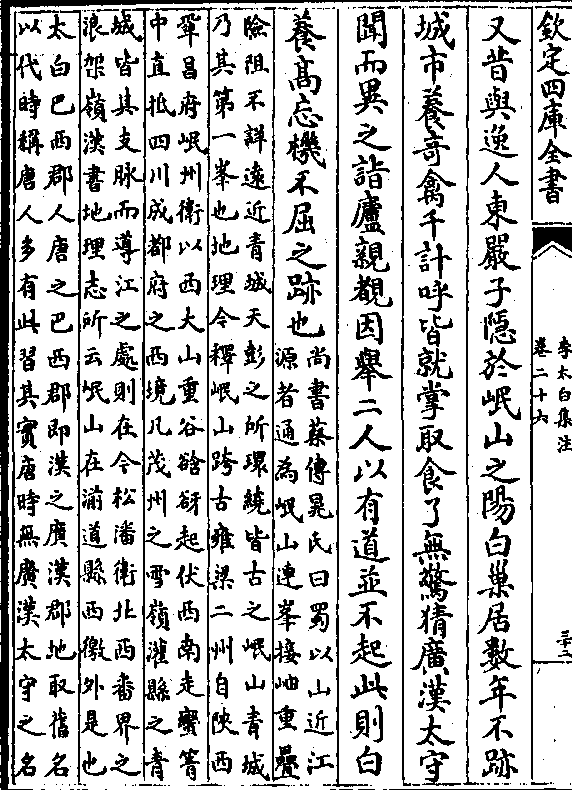 欽定四庫全書
李太白集注
卷二十六
三十二
又昔與逸人東嚴子隱於岷山之陽白巢居數年不跡
城市養奇禽千計呼皆就掌取食了無驚猜廣漢太守
聞而異之詣廬親覩因舉二人以有道並不起此則白
養髙忘機不屈之跡也
尚書蔡傳晁氏曰蜀以山近江
源者通為岷山連峯接岫重疊
險阻不詳逺近青城天彭之所環繞皆古之岷山青城
乃其第一峯也地理今釋岷山跨古雍梁二州自陜西
鞏昌府岷州衛以西大山重谷谽谺起伏西南走蠻箐
中直抵四川成都府之西境凡茂州之雪嶺灌縣之青
城皆其支脉而導江之處則在今松潘衛北西番界之
浪架嶺漢書地理志所云岷山在湔道縣西徼外是也
太白巴西郡人唐之巴西郡即漢之廣漢郡地取舊名
以代時稱唐人多有此習其實唐時無廣漢太守之名